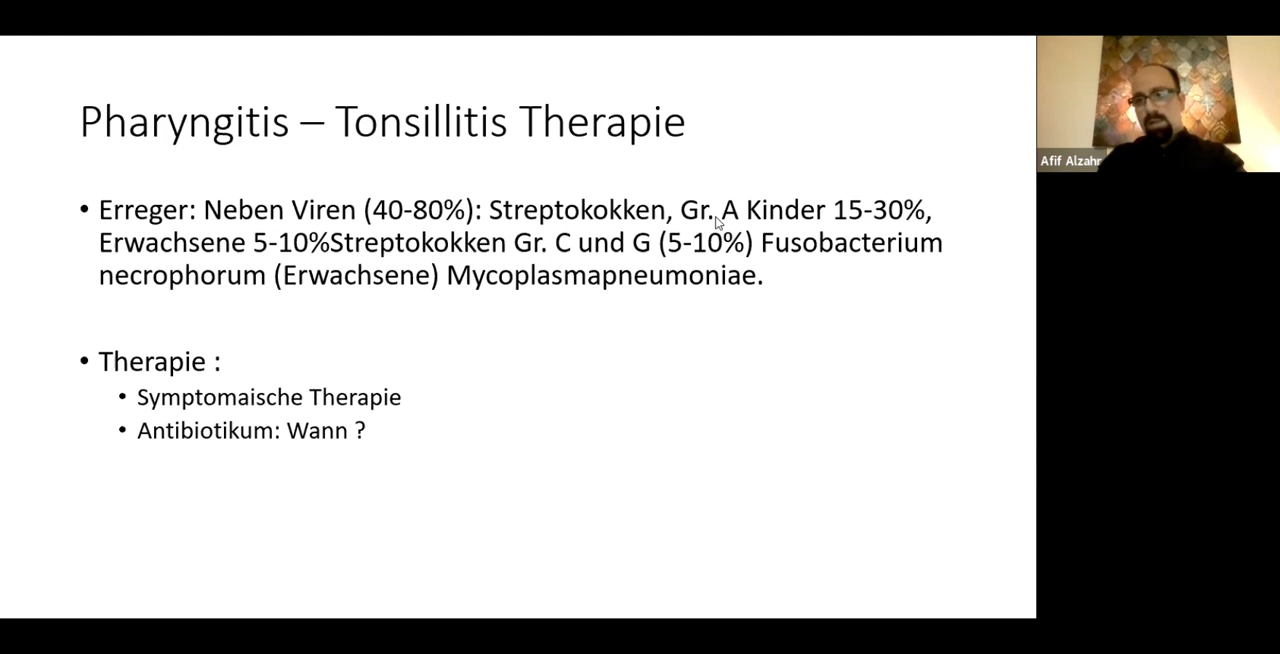 Pharyngitis – Tonsillitis Therapie
• Erreger: Neben Viren (40-80%): Streptokokken, Gr. A Kinder 15-30%,
Erwachsene 5-10%Streptokokken Gr. C und G (5-10%) Fusobacterium
necrophorum (Erwachsene) Mycoplasmapneumoniae.
• Therapie :
• Symptomaische Therapie
• Antibiotikum: Wann ?
Afif Alzahr